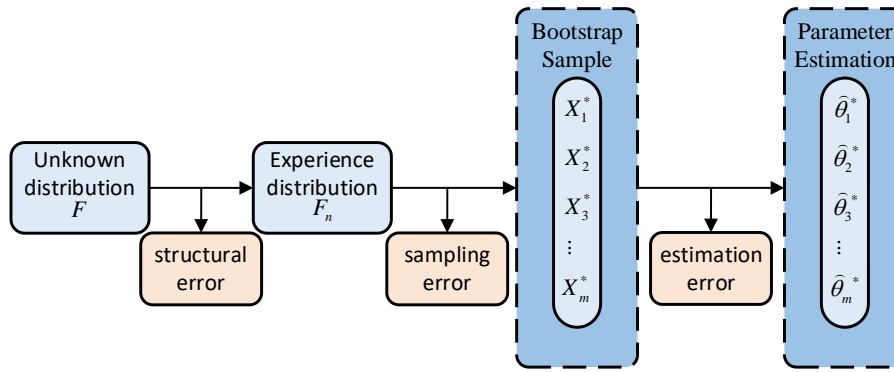 Unknown
distribution
F
structural
error
Experience
distribution
F_n
sampling
error
Bootstrap
Sample
X_1^*
X_2^*
X_3^*
⋮
X_m^*
estimation
error
Parameter
Estimation
θ̂_1^*
θ̂_2^*
θ̂_3^*
⋮
θ̂_m^*